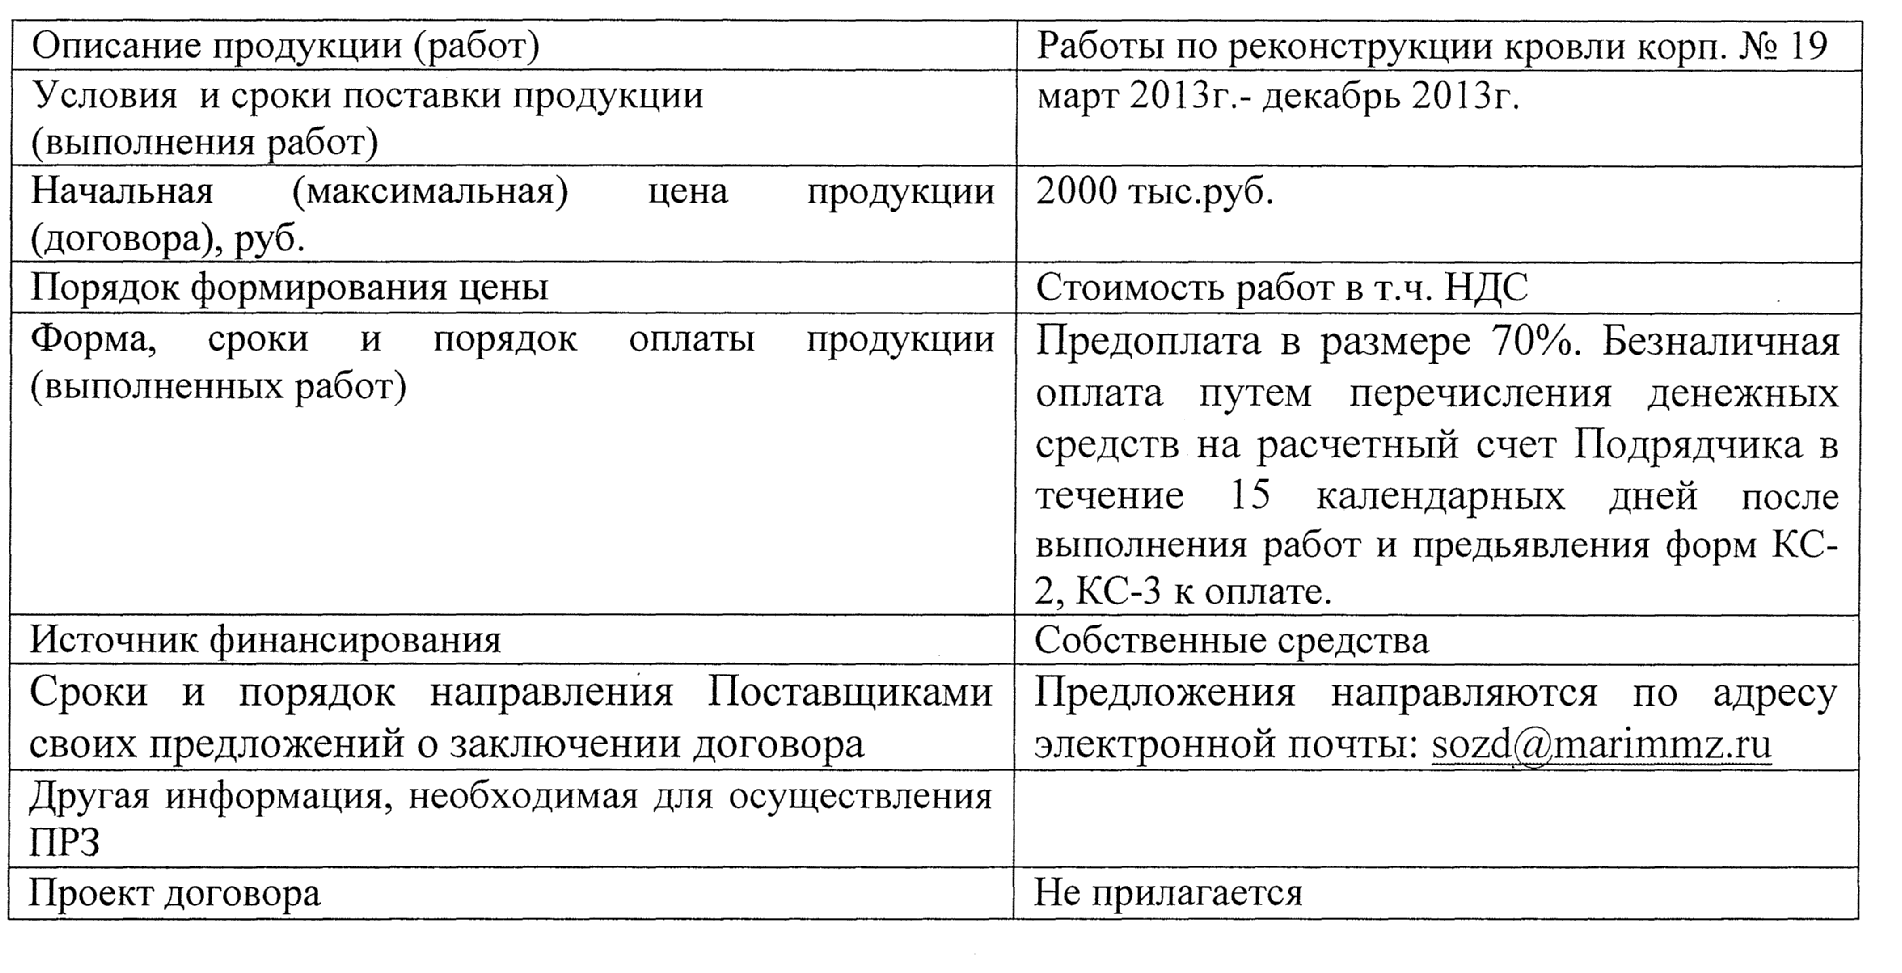 Описание продукции (работ)
Работы по реконструкции кровли корп. № 19
Условия и сроки поставки продукции
(выполнения работ)
март 2013г.- декабрь 2013г.
Начальная (максимальная) цена продукции
(договора), руб.
2000 тыс.руб.
Порядок формирования цены
Стоимость работ в т.ч. НДС
Форма, сроки и порядок оплаты продукции
(выполненных работ)
Предоплата в размере 70%. Безналичная
оплата путем перечисления денежных
средств на расчетный счет Подрядчика в
течение 15 календарных дней после
выполнения работ и предьявления форм КС-
2, КС-3 к оплате.
Источник финансирования
Собственные средства
Сроки и порядок направления Поставщиками
своих предложений о заключении договора
Предложения направляются по адресу
электронной почты: sozd@marimmz.ru
Другая информация, необходимая для осуществления
ПРЗ
Проект договора
Не прилагается